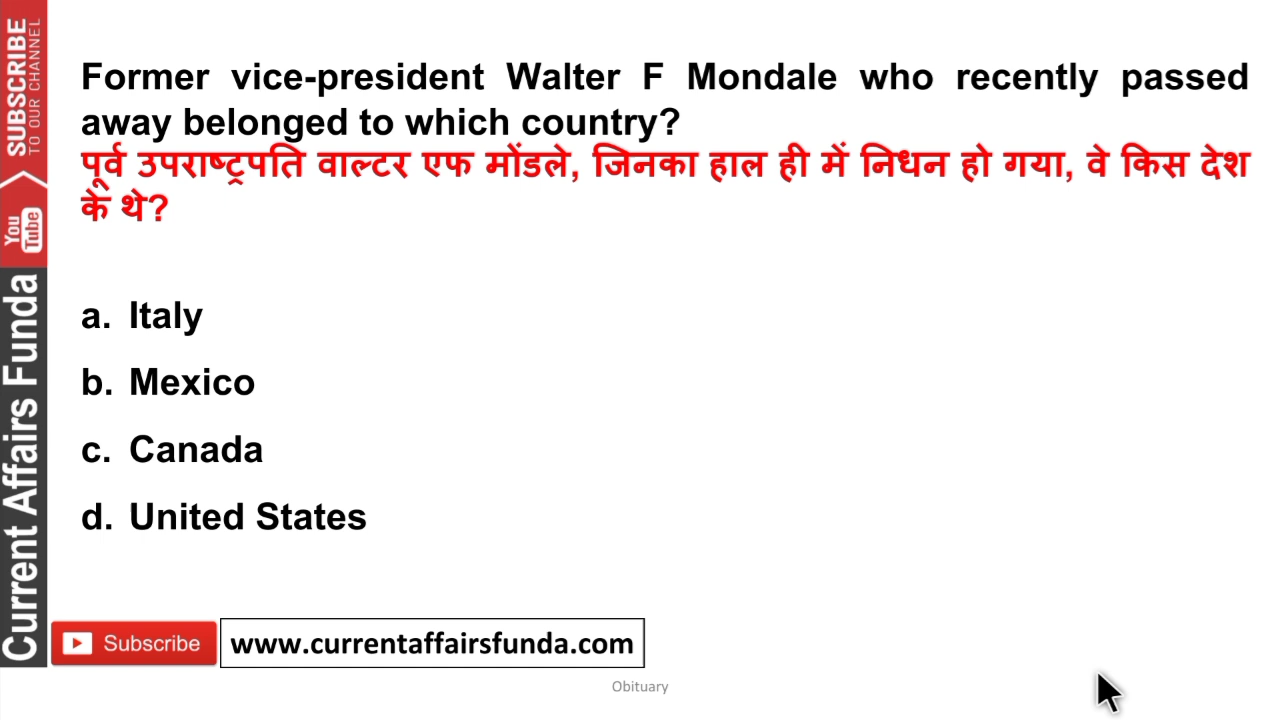 Former vice-president Walter F Mondale who recently passed
away belonged to which country?
पूर्व उपराष्ट्रपति वाल्टर एफ मोंडले, जिनका हाल ही में निधन हो गया, वे किस देश
के थे?
a. Italy
b. Mexico
c. Canada
d. United States
SUBSCRIBE
TO OUR CHANNEL
You
Tube
Current Affairs Funda
Subscribe
www.currentaffairsfunda.com
Obituary